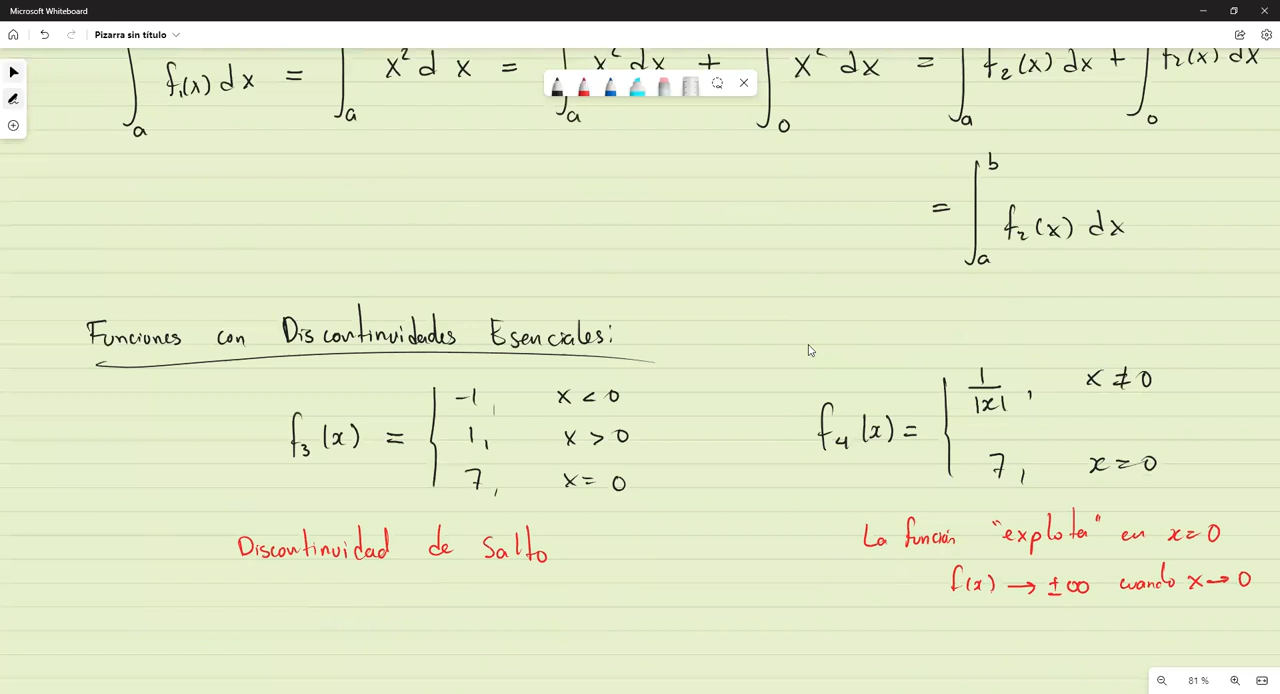 Microsoft Whiteboard
Pizarra sin título
∫a f₁(x) dx = ∫a x² dx = ∫a x² dx + ∫0 x² dx = ∫a f₂(x) dx + ∫0 f₂(x) dx
= ∫a^b f₂(x) dx
Funciones con Discontinuidades Esenciales:
f₃(x) = { -1, x < 0
1, x > 0
7, x = 0
f₄(x) = { 1/|x|, x ≠ 0
7, x = 0
Discontinuidad de Salto
La función "explota" en x=0
f(x) → ±∞ cuando x → 0
81 %